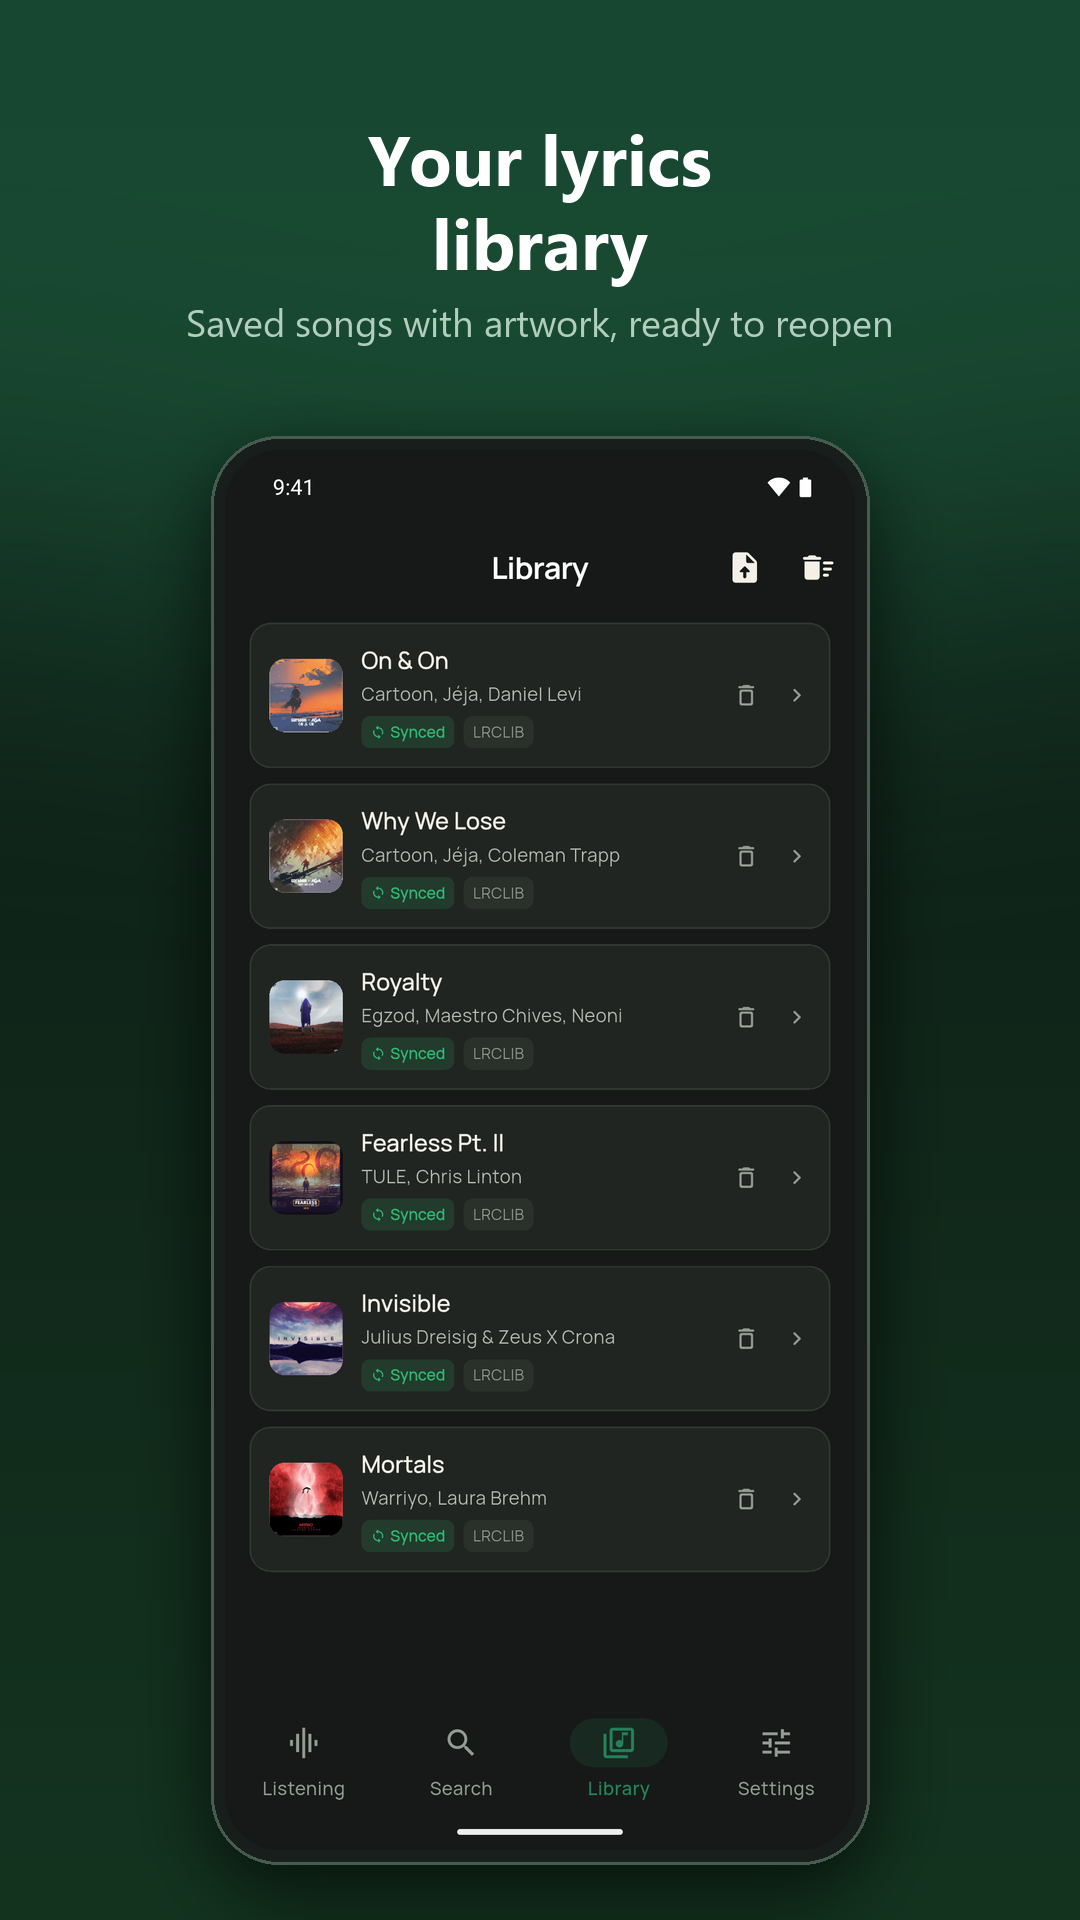 Your lyrics
library
Saved songs with artwork, ready to reopen
9:41
Library
On & On
Cartoon, Jéja, Daniel Levi
Synced LRCLIB
Why We Lose
Cartoon, Jéja, Coleman Trapp
Synced LRCLIB
Royalty
Egzod, Maestro Chives, Neoni
Synced LRCLIB
Fearless Pt. II
TULE, Chris Linton
FEARLESS
Synced LRCLIB
Invisible
Julius Dreisig & Zeus X Crona
INVISIBLE
Synced LRCLIB
Mortals
Warriyo, Laura Brehm
Synced LRCLIB
Listening Search Library Settings